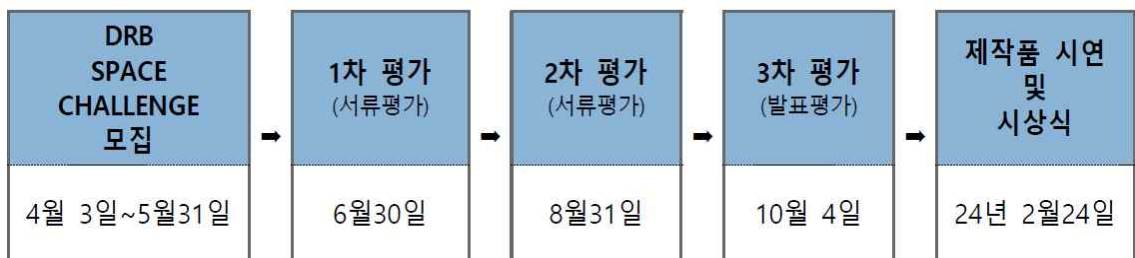 DRB
SPACE
CHALLENGE
모집
4월 3일~5월31일
➡
1차 평가
(서류평가)
6월30일
➡
2차 평가
(서류평가)
8월31일
➡
3차 평가
(발표평가)
10월 4일
➡
제작품 시연
및
시상식
24년 2월24일